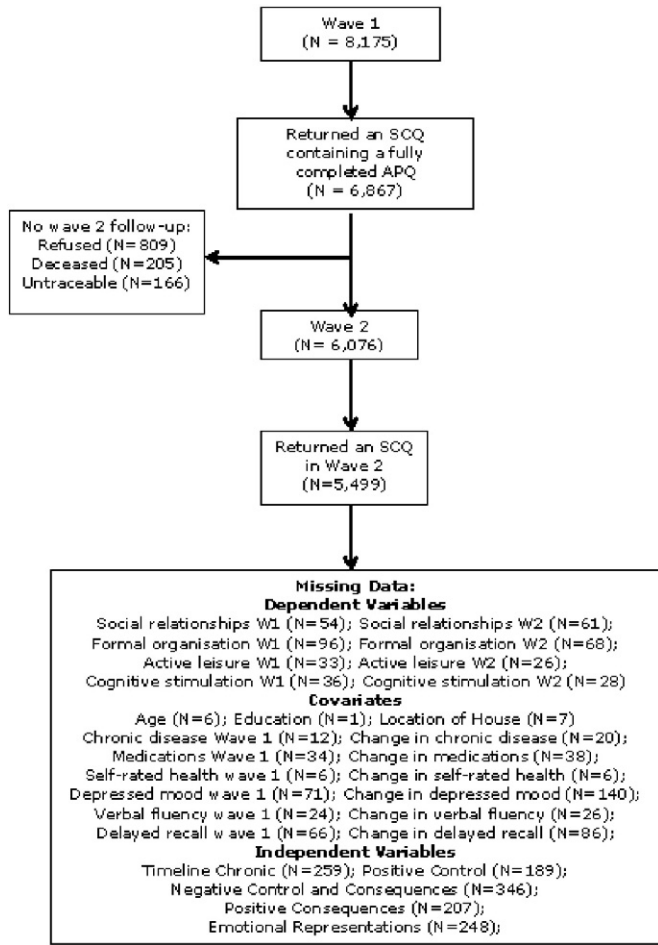 Wave 1
(N = 8,175)
Returned an SCQ
containing a fully
completed APQ
(N = 6,867)
No wave 2 follow-up:
Refused (N=809)
Deceased (N=205)
Untraceable (N=166)
Wave 2
(N = 6,076)
Returned an SCQ
in Wave 2
(N=5,499)
Missing Data:
Dependent Variables
Social relationships W1 (N=54); Social relationships W2 (N=61);
Formal organisation W1 (N=96); Formal organisation W2 (N=68);
Active leisure W1 (N=33); Active leisure W2 (N=26);
Cognitive stimulation W1 (N=36); Cognitive stimulation W2 (N=28)
Covariates
Age (N=6); Education (N=1); Location of House (N=7)
Chronic disease Wave 1 (N=12); Change in chronic disease (N=20);
Medications Wave 1 (N=34); Change in medications (N=38);
Self-rated health wave 1 (N=6); Change in self-rated health (N=6);
Depressed mood wave 1 (N=71); Change in depressed mood (N=140);
Verbal fluency wave 1 (N=24); Change in verbal fluency (N=26);
Delayed recall wave 1 (N=66); Change in delayed recall (N=86);
Independent Variables
Timeline Chronic (N=259); Positive Control (N=189);
Negative Control and Consequences (N=346);
Positive Consequences (N=207);
Emotional Representations (N=248);